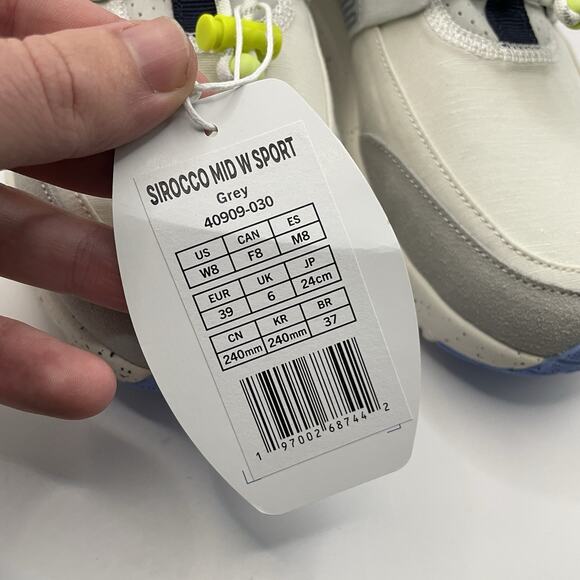 SIROCCO MID W SPORT
Grey
40909-030
US CAN ES
W8 F8 M8
EUR UK JP
39 6 24cm
CN KR BR
240mm 240mm 37
1 97002 68744 2